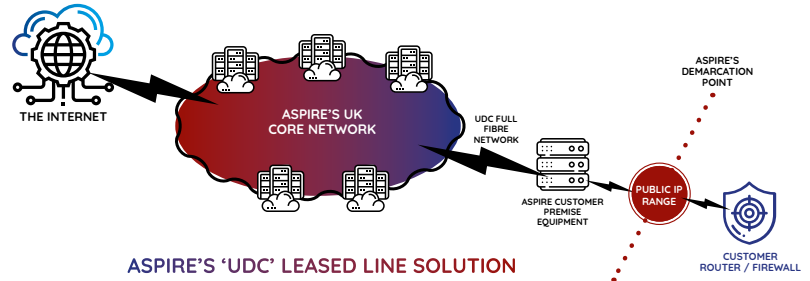 THE INTERNET
ASPIRE'S UK
CORE NETWORK
UDC FULL
FIBRE
NETWORK
ASPIRE CUSTOMER
PREMISE
EQUIPMENT
ASPIRE'S
DEMARCATION
POINT
PUBLIC IP
RANGE
CUSTOMER
ROUTER / FIREWALL
ASPIRE'S ‘UDC’ LEASED LINE SOLUTION